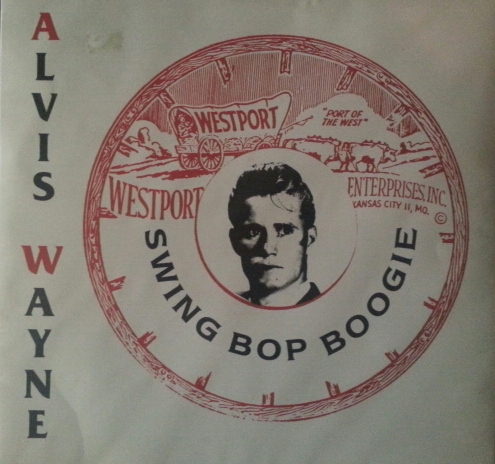 ALVIS
WAYNE
WESTPORT
"PORT OF
THE WEST"
WESTPORT
ENTERPRISES INC.
KANSAS CITY 11, MO.
©
SWING BOP BOOGIE